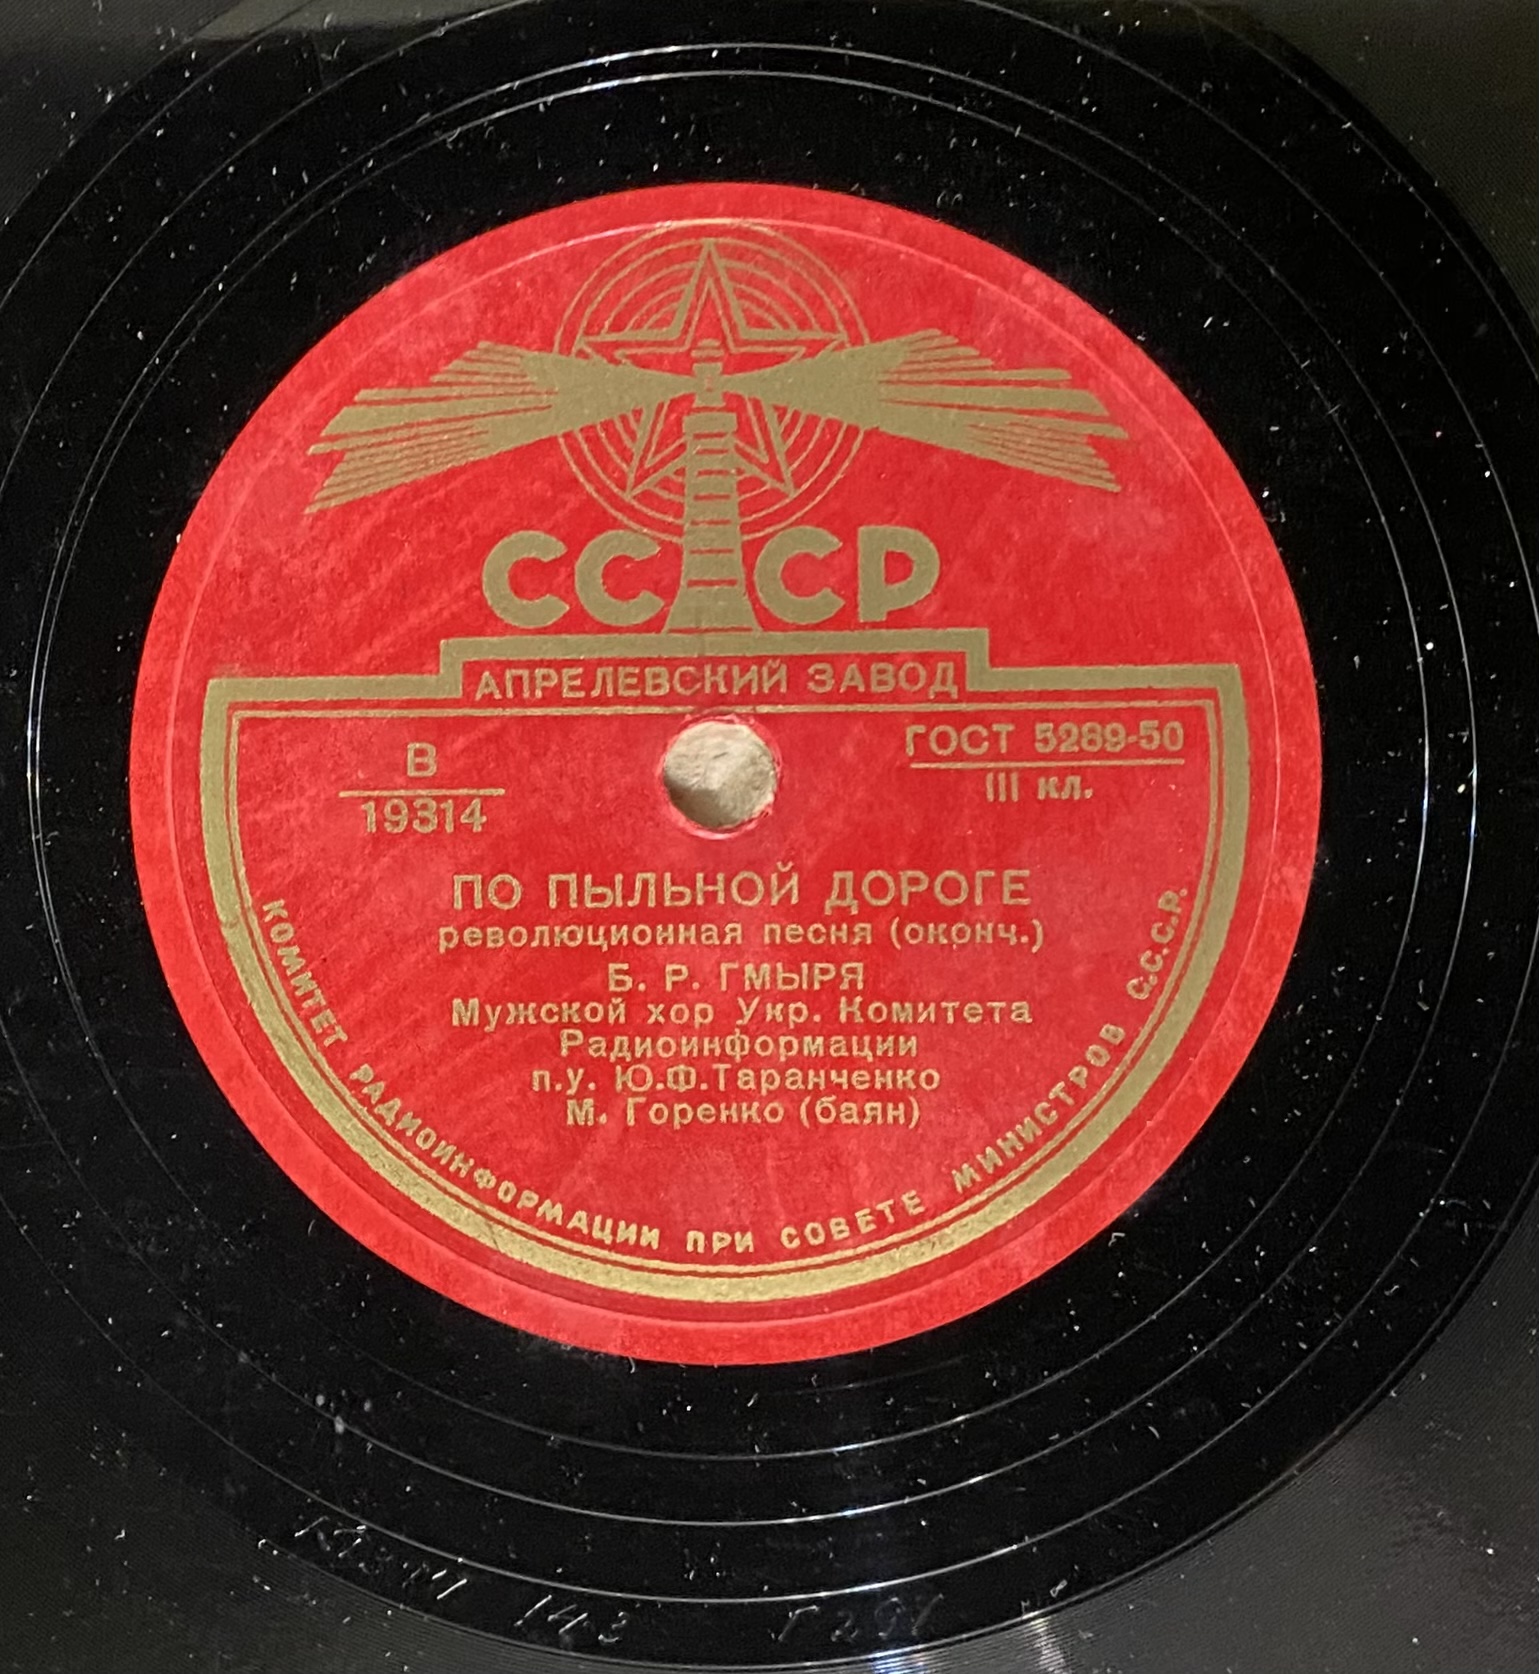 СССР
АПРЕЛЕВСКИЙ ЗАВОД
В
19314
ГОСТ 5289-50
III кл.
ПО ПЫЛЬНОЙ ДОРОГЕ
революционная песня (оконч.)
Б. Р. ГМЫРЯ
Мужской хор Укр. Комитета
Радиоинформации
п.у. Ю.Ф.Таранченко
М. Горенко (баян)
КОМИТЕТ РАДИОИНФОРМАЦИИ ПРИ СОВЕТЕ МИНИСТРОВ С.С.С.Р.
143